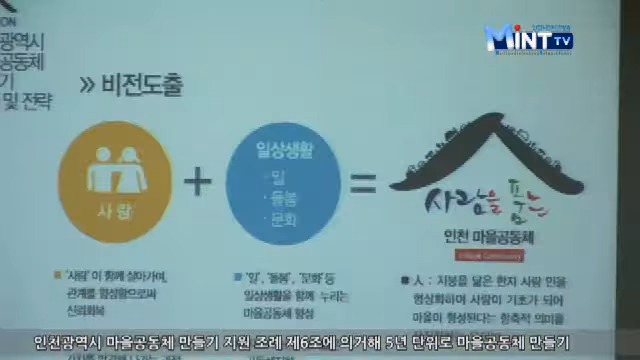 ION
광역시
공동체
기
및 전략
MiNT TV
» 비전도출
사람
+
일상생활
· 일
· 돌봄
· 문화
=
사람을 품는
인천 마을공동체
■ '사람'이 함께 살아가며,
관계를 형성함으로써
신뢰회복
■ '일', '돌봄', '문화' 등
일상생활을 함께 누리는
마을공동체 형성
■ 人 : 지붕을 닮은 한자 사람 인을
형상화하여 사람이 기초가 되어
마을이 형성된다는 함축적 의미를
인천광역시 마을공동체 만들기 지원 조례 제6조에 의거해 5년 단위로 마을공동체 만들기